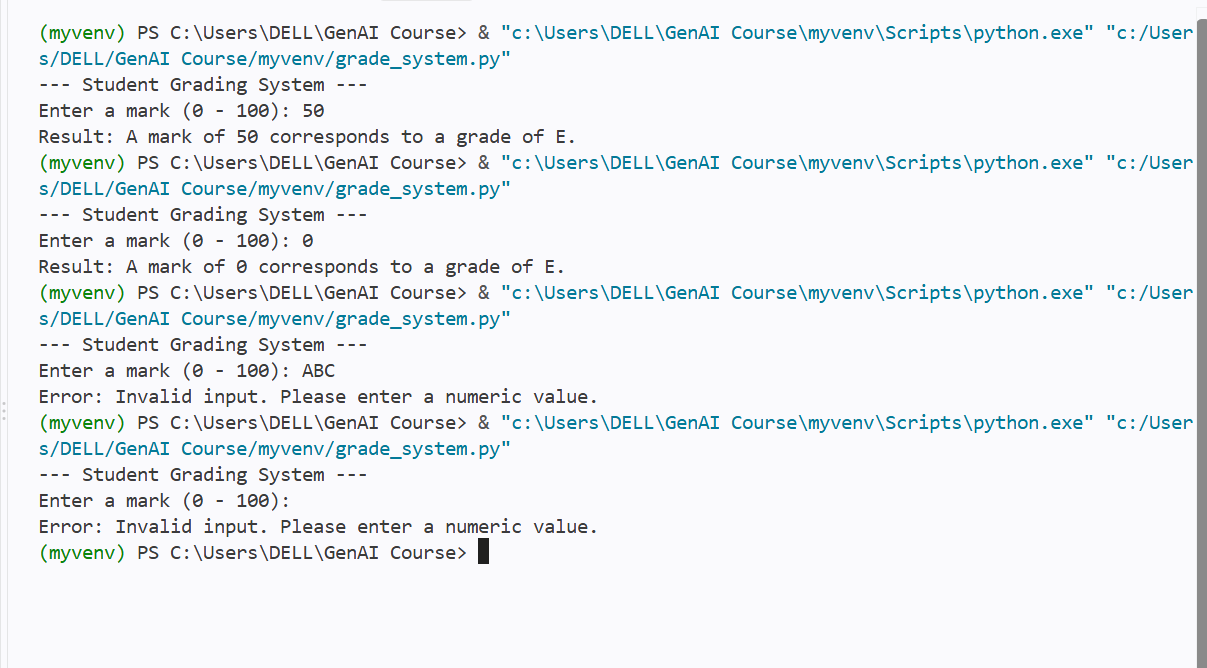 (myvenv) PS C:\Users\DELL\GenAI Course> & "c:\Users\DELL\GenAI Course\myvenv\Scripts\python.exe" "c:/User
s/DELL/GenAI Course/myvenv/grade_system.py"
--- Student Grading System ---
Enter a mark (0 - 100): 50
Result: A mark of 50 corresponds to a grade of E.
(myvenv) PS C:\Users\DELL\GenAI Course> & "c:\Users\DELL\GenAI Course\myvenv\Scripts\python.exe" "c:/User
s/DELL/GenAI Course/myvenv/grade_system.py"
--- Student Grading System ---
Enter a mark (0 - 100): 0
Result: A mark of 0 corresponds to a grade of E.
(myvenv) PS C:\Users\DELL\GenAI Course> & "c:\Users\DELL\GenAI Course\myvenv\Scripts\python.exe" "c:/User
s/DELL/GenAI Course/myvenv/grade_system.py"
--- Student Grading System ---
Enter a mark (0 - 100): ABC
Error: Invalid input. Please enter a numeric value.
(myvenv) PS C:\Users\DELL\GenAI Course> & "c:\Users\DELL\GenAI Course\myvenv\Scripts\python.exe" "c:/User
s/DELL/GenAI Course/myvenv/grade_system.py"
--- Student Grading System ---
Enter a mark (0 - 100):
Error: Invalid input. Please enter a numeric value.
(myvenv) PS C:\Users\DELL\GenAI Course>